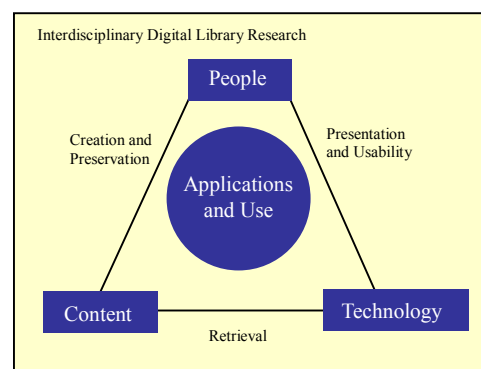 Interdisciplinary Digital Library Research
People
Creation and
Preservation
Presentation
and Usability
Applications
and Use
Content
Technology
Retrieval